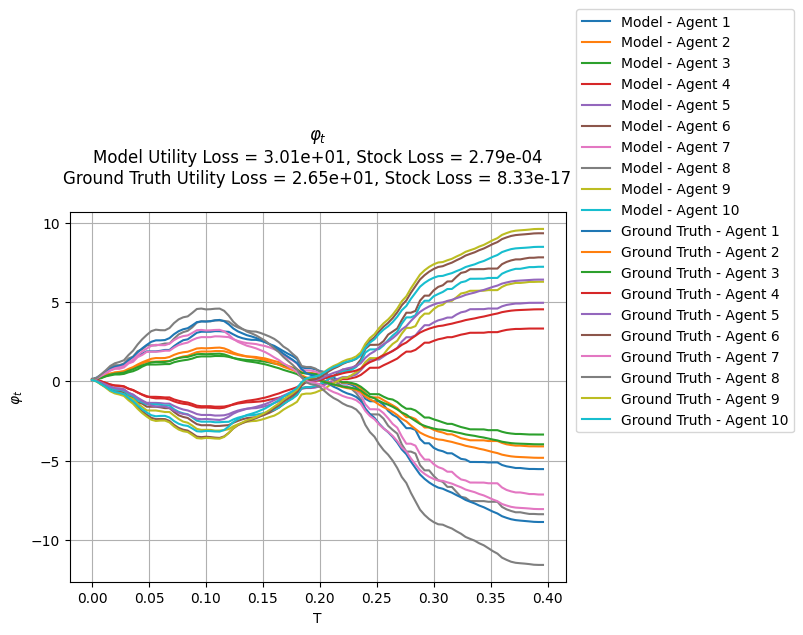 φt
Model Utility Loss = 3.01e+01, Stock Loss = 2.79e-04
Ground Truth Utility Loss = 2.65e+01, Stock Loss = 8.33e-17
10
5
0
−5
−10
φt
0.00 0.05 0.10 0.15 0.20 0.25 0.30 0.35 0.40
T
Model - Agent 1
Model - Agent 2
Model - Agent 3
Model - Agent 4
Model - Agent 5
Model - Agent 6
Model - Agent 7
Model - Agent 8
Model - Agent 9
Model - Agent 10
Ground Truth - Agent 1
Ground Truth - Agent 2
Ground Truth - Agent 3
Ground Truth - Agent 4
Ground Truth - Agent 5
Ground Truth - Agent 6
Ground Truth - Agent 7
Ground Truth - Agent 8
Ground Truth - Agent 9
Ground Truth - Agent 10